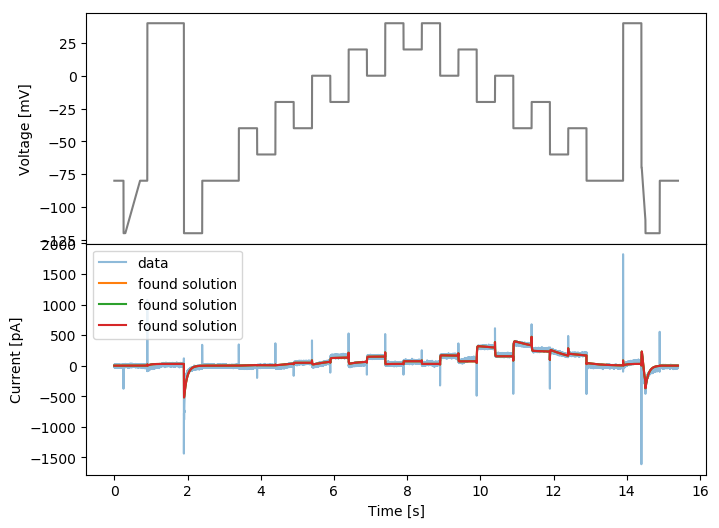 25
0
−25
−50
−75
−100
−125
Voltage [mV]
2000
1500
1000
500
0
−500
−1000
−1500
Current [pA]
data
found solution
found solution
found solution
0 2 4 6 8 10 12 14 16
Time [s]